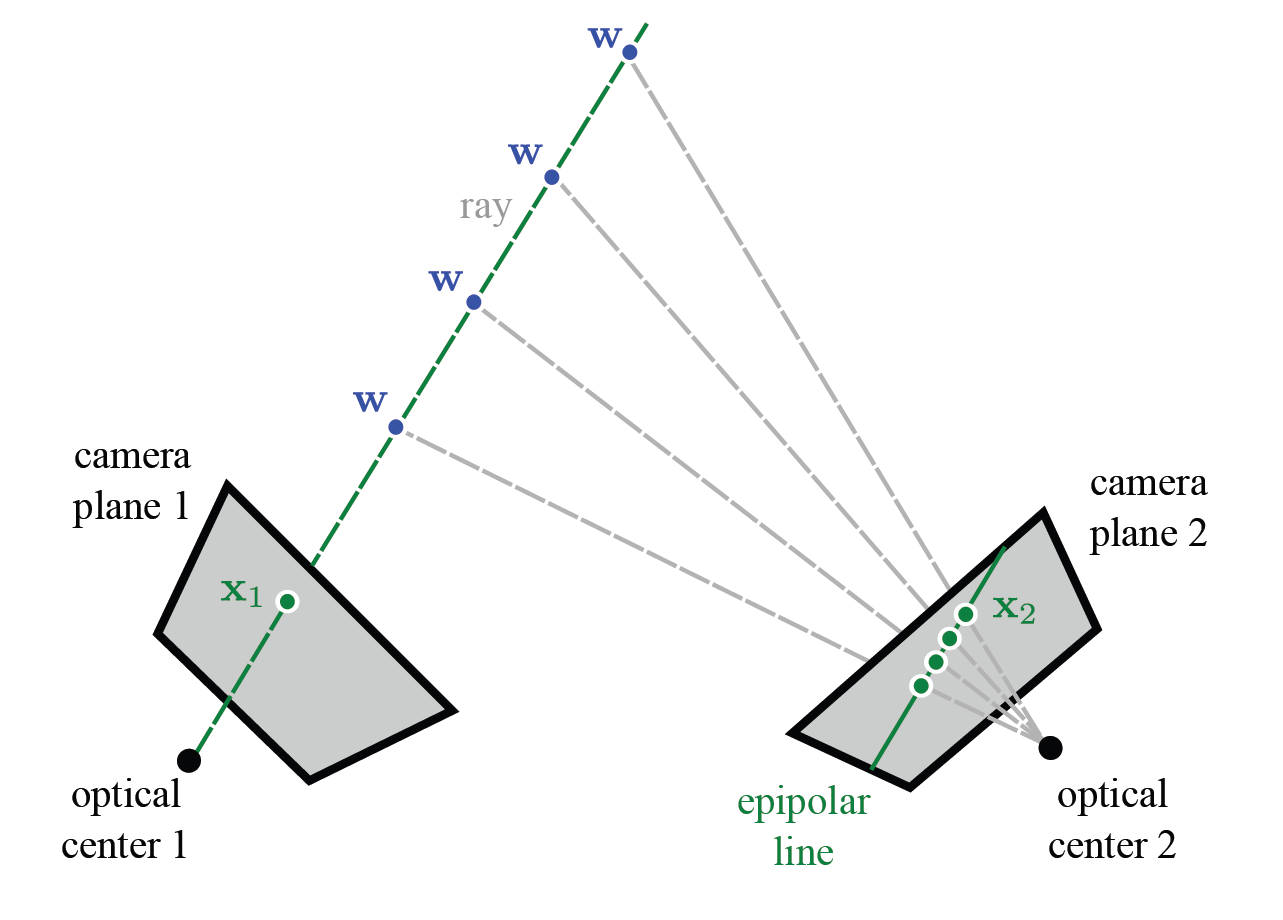 w
w
ray
w
w
camera
plane 1
camera
plane 2
x₁
x₂
optical
center 1
epipolar
line
optical
center 2